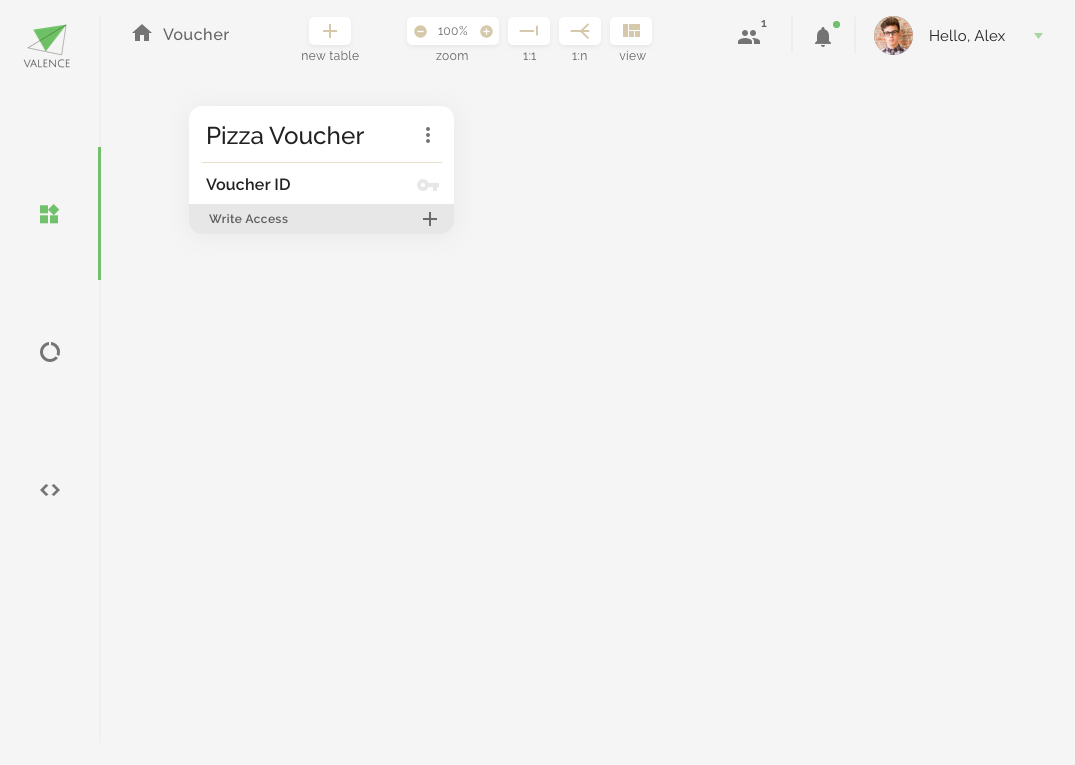 VALENCE
Voucher
new table
100%
zoom
1:1
1:n
view
1
Hello, Alex
Pizza Voucher
Voucher ID
Write Access